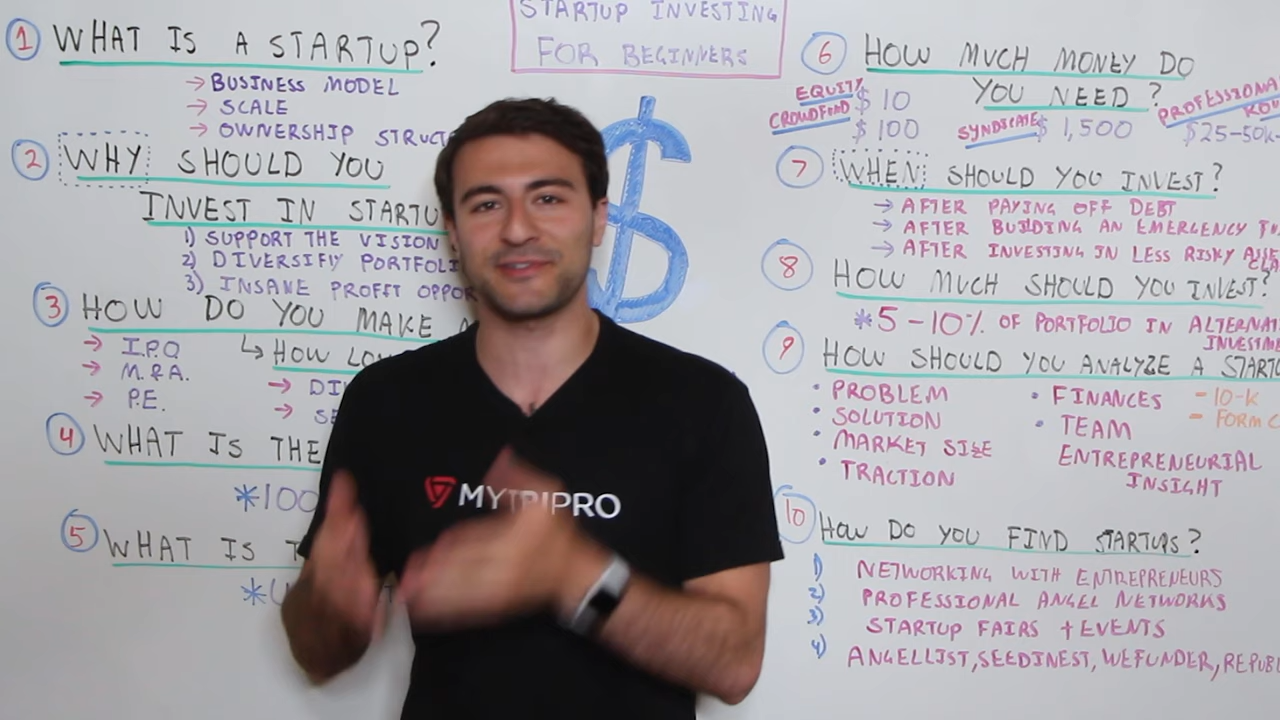 STARTUP INVESTING
FOR BEGINNERS
1 WHAT IS A STARTUP?
→ BUSINESS MODEL
→ SCALE
→ OWNERSHIP STRUCT
2 WHY SHOULD YOU
INVEST IN STARTU
1) SUPPORT THE VISION
2) DIVERSIFY PORTFOLI
3) INSANE PROFIT OPPOR
3 HOW DO YOU MAKE
→ I.P.O
→ M.&A.
→ P.E.
↳ HOW LO
→ DI
→ SE
4 WHAT IS THE
*100
5 WHAT IS T
*U
$
MYTRIPRO
6 HOW MUCH MONEY DO
YOU NEED?
EQUITY
CROWDFUND
$ 10
$ 100
SYNDICATE
$ 1,500
PROFESSIONA
$25-50K
7 WHEN SHOULD YOU INVEST?
→ AFTER PAYING OFF DEBT
→ AFTER BUILDING AN EMERGENCY
→ AFTER INVESTING IN LESS RISKY
8 HOW MUCH SHOULD YOU INVEST?
*5-10% OF PORTFOLIO IN ALTERNAT
INVESTME
9 HOW SHOULD YOU ANALYZE A START
• PROBLEM
• SOLUTION
• MARKET SIZE
• TRACTION
• FINANCES
- 10-K
- FORM C
• TEAM
ENTREPRENEURIAL
INSIGHT
10 HOW DO YOU FIND STARTUPS?
1) NETWORKING WITH ENTREPRENEURS
2) PROFESSIONAL ANGEL NETWORKS
3) STARTUP FAIRS + EVENTS
4) ANGELLIST, SEEDINEST, WEFUNDER, REPUBL